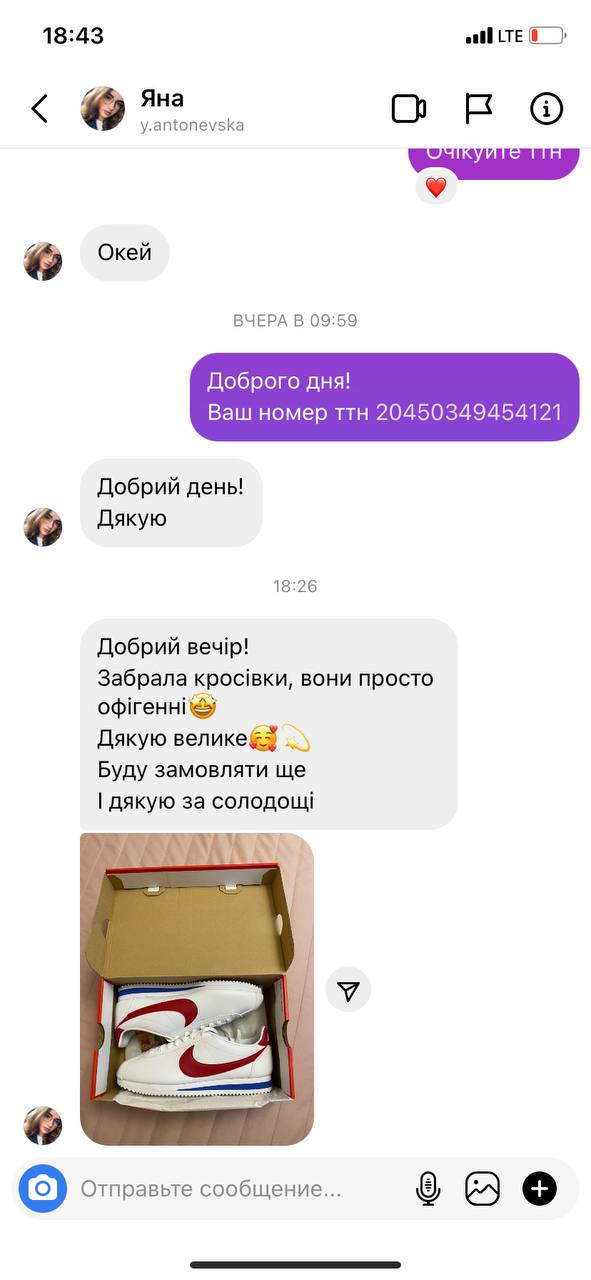 18:43
LTE
Яна
y.antonevska
Очікуйте ттн
Окей
ВЧЕРА В 09:59
Доброго дня!
Ваш номер ттн 20450349454121
Добрий день!
Дякую
18:26
Добрий вечір!
Забрала кросівки, вони просто
офігенні🤩
Дякую велике🥰💫
Буду замовляти ще
І дякую за солодощі
Отправьте сообщение...